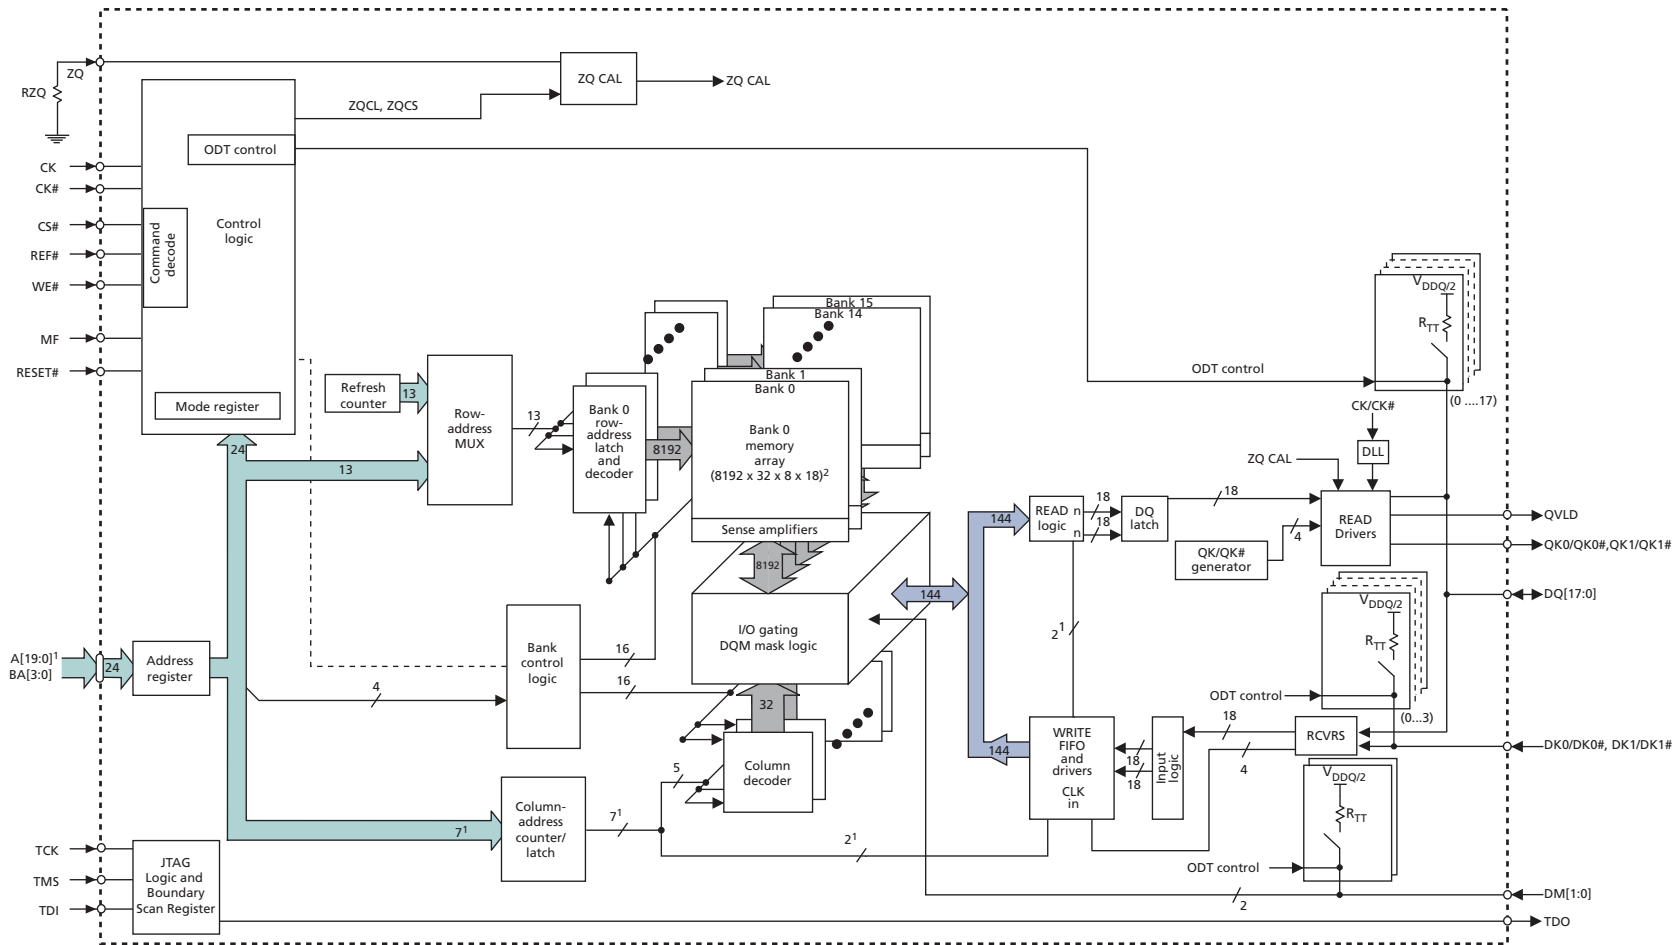 ZQ
RZQ
ZQ CAL
ZQ CAL
ZQCL, ZQCS
ODT control
CK
CK#
CS#
REF#
WE#
MF
RESET#
Command
decode
Control
logic
Mode register
24
Refresh
counter
13
13
Row-
address
MUX
13
Bank 0
row-
address
latch
and
decoder
8192
Bank 15
Bank 14
Bank 1
Bank 0
Bank 0
memory
array
(8192 x 32 x 8 x 18)²
Sense amplifiers
8192
I/O gating
DQM mask logic
32
A[19:0]¹
BA[3:0]
24
Address
register
4
Bank
control
logic
16
16
5
Column
decoder
7¹
Column-
address
counter/
latch
7¹
2¹
TCK
TMS
TDI
JTAG
Logic and
Boundary
Scan Register
144
144
144
READ
logic
n
n
18
18
DQ
latch
18
QK/QK#
generator
4
ZQ CAL
CK/CK#
DLL
READ
Drivers
ODT control
VDDQ/2
RTT
(0 ....17)
QVLD
QK0/QK0#,QK1/QK1#
DQ[17:0]
VDDQ/2
RTT
ODT control
(0...3)
2¹
WRITE
FIFO
and
drivers
CLK
in
18
18
Input
logic
18
4
RCVRS
DK0/DK0#, DK1/DK1#
VDDQ/2
RTT
ODT control
2
DM[1:0]
TDO